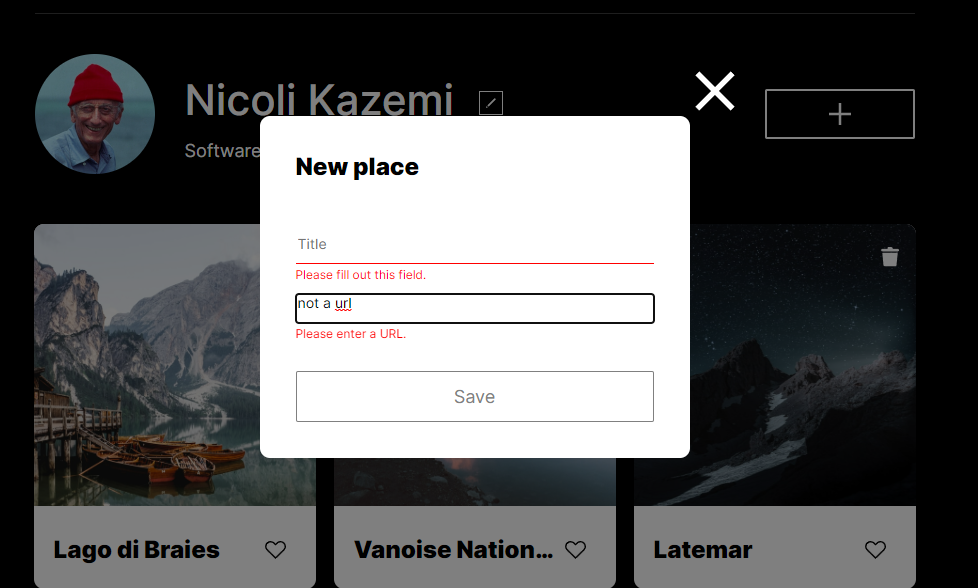 Nicoli Kazemi
Software
New place
Title
Please fill out this field.
not a url
Please enter a URL.
Save
Lago di Braies
Vanoise Nation...
Latemar